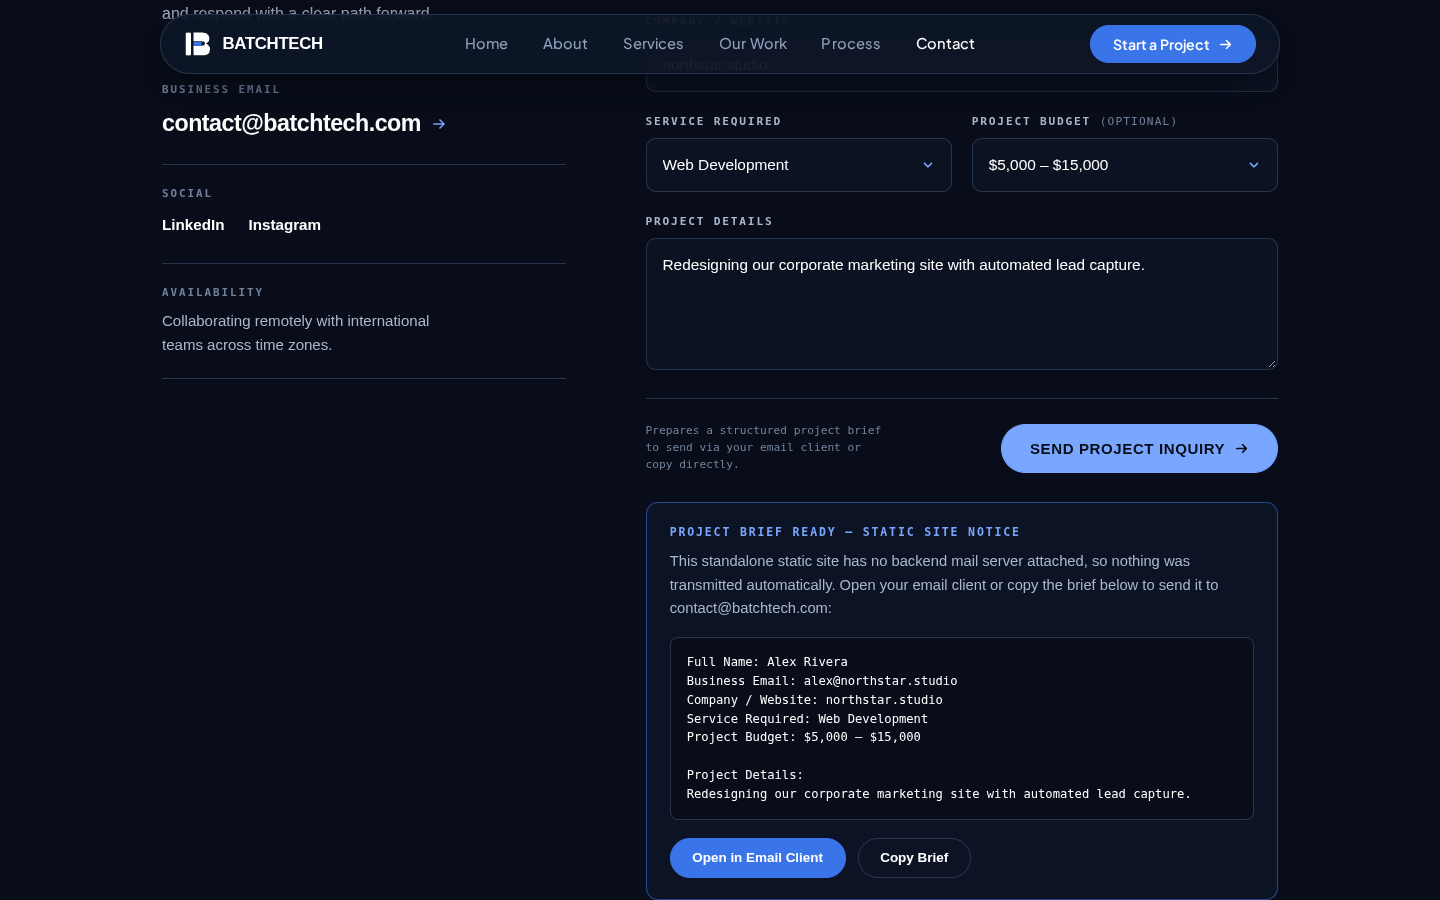 and respond with a clear path forward.
BATCHTECH
Home
About
Services
Our Work
Process
Contact
Start a Project
BUSINESS EMAIL
contact@batchtech.com
SOCIAL
LinkedIn
Instagram
AVAILABILITY
Collaborating remotely with international
teams across time zones.
COMPANY / WEBSITE
northstar.studio
SERVICE REQUIRED
Web Development
PROJECT BUDGET (OPTIONAL)
$5,000 – $15,000
PROJECT DETAILS
Redesigning our corporate marketing site with automated lead capture.
Prepares a structured project brief
to send via your email client or
copy directly.
SEND PROJECT INQUIRY
PROJECT BRIEF READY — STATIC SITE NOTICE
This standalone static site has no backend mail server attached, so nothing was
transmitted automatically. Open your email client or copy the brief below to send it to
contact@batchtech.com:
Full Name: Alex Rivera
Business Email: alex@northstar.studio
Company / Website: northstar.studio
Service Required: Web Development
Project Budget: $5,000 – $15,000
Project Details:
Redesigning our corporate marketing site with automated lead capture.
Open in Email Client
Copy Brief